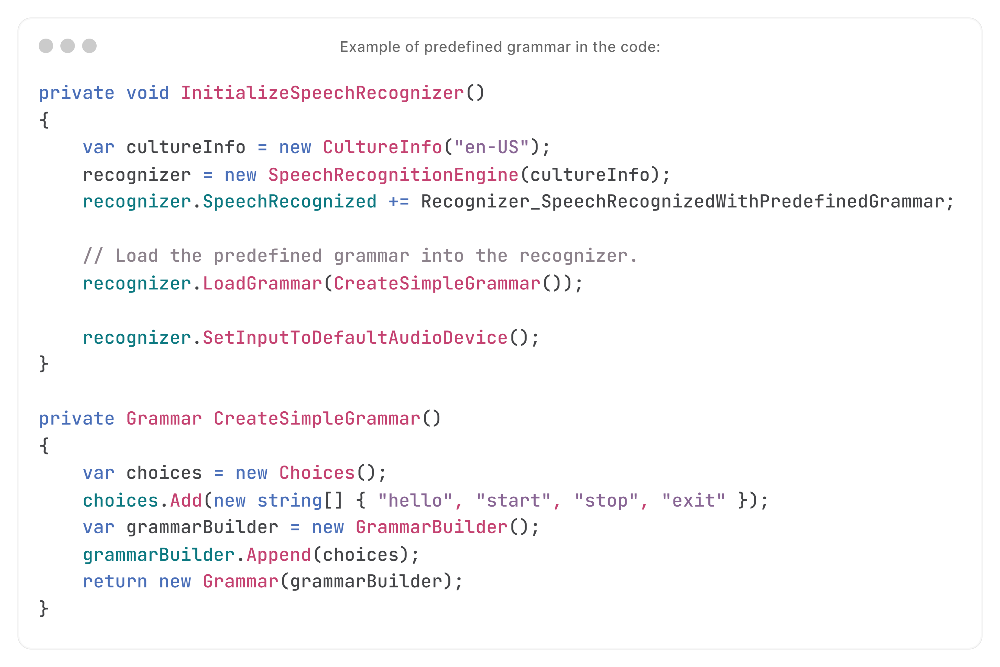 Example of predefined grammar in the code:
private void InitializeSpeechRecognizer()
{
    var cultureInfo = new CultureInfo("en-US");
    recognizer = new SpeechRecognitionEngine(cultureInfo);
    recognizer.SpeechRecognized += Recognizer_SpeechRecognizedWithPredefinedGrammar;

    // Load the predefined grammar into the recognizer.
    recognizer.LoadGrammar(CreateSimpleGrammar());

    recognizer.SetInputToDefaultAudioDevice();
}

private Grammar CreateSimpleGrammar()
{
    var choices = new Choices();
    choices.Add(new string[] { "hello", "start", "stop", "exit" });
    var grammarBuilder = new GrammarBuilder();
    grammarBuilder.Append(choices);
    return new Grammar(grammarBuilder);
}